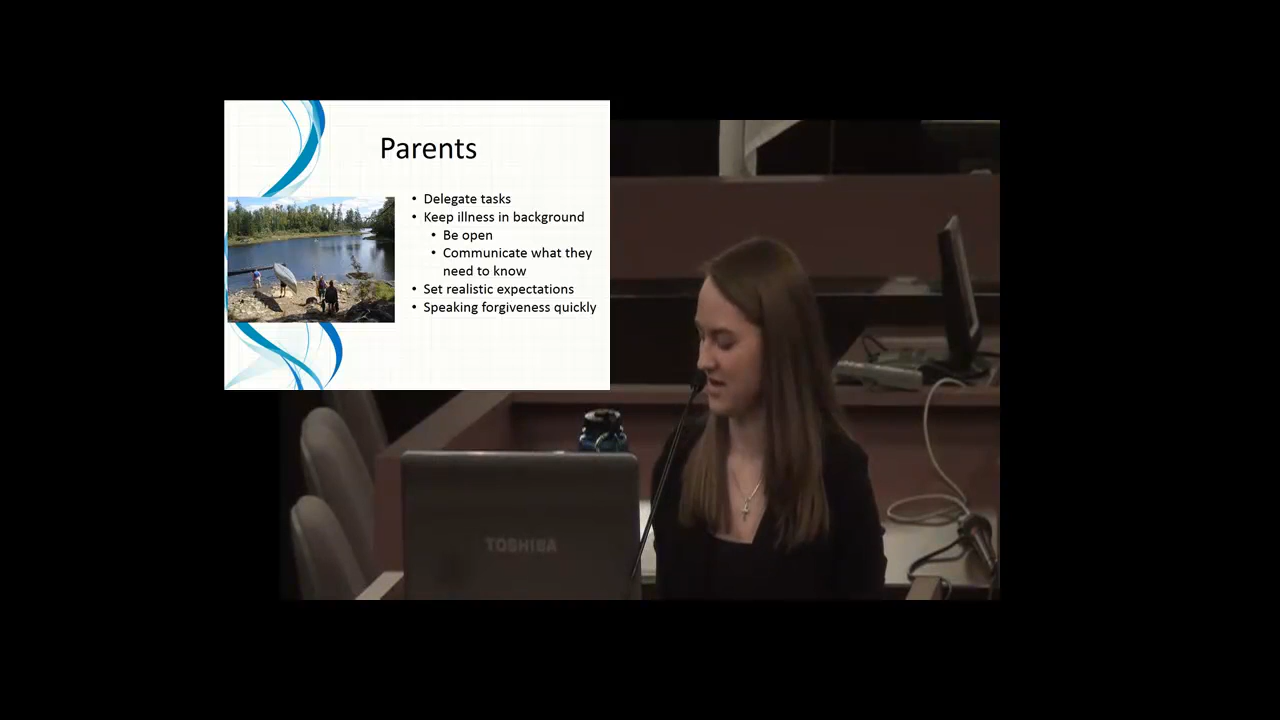 Parents
• Delegate tasks
• Keep illness in background
• Be open
• Communicate what they
need to know
• Set realistic expectations
• Speaking forgiveness quickly
TOSHIBA